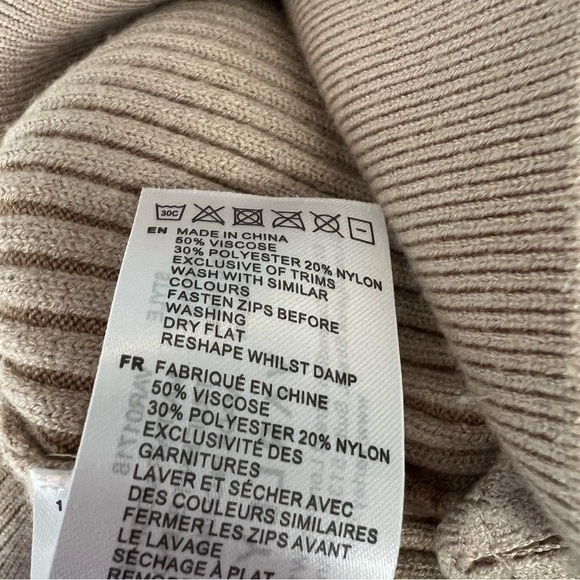 30C
EN MADE IN CHINA
50% VISCOSE
30% POLYESTER 20% NYLON
EXCLUSIVE OF TRIMS
WASH WITH SIMILAR
COLOURS
FASTEN ZIPS BEFORE
WASHING
DRY FLAT
RESHAPE WHILST DAMP
FR FABRIQUÉ EN CHINE
50% VISCOSE
30% POLYESTER 20% NYLON
EXCLUSIVITÉ DES
GARNITURES
LAVER ET SÉCHER AVEC
DES COULEURS SIMILAIRES
FERMER LES ZIPS AVANT
LE LAVAGE
SÉCHAGE À PLAT
1